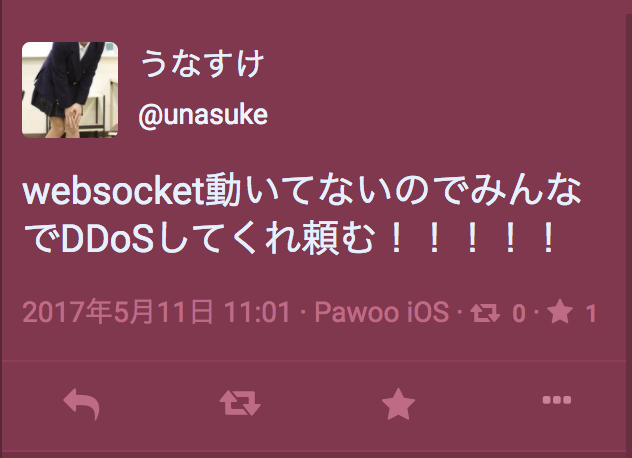 うなすけ
@unasuke
websocket動いてないのでみんな
でDDoSしてくれ頼む！！！！！
2017年5月11日 11:01 · Pawoo iOS · 0 · 1